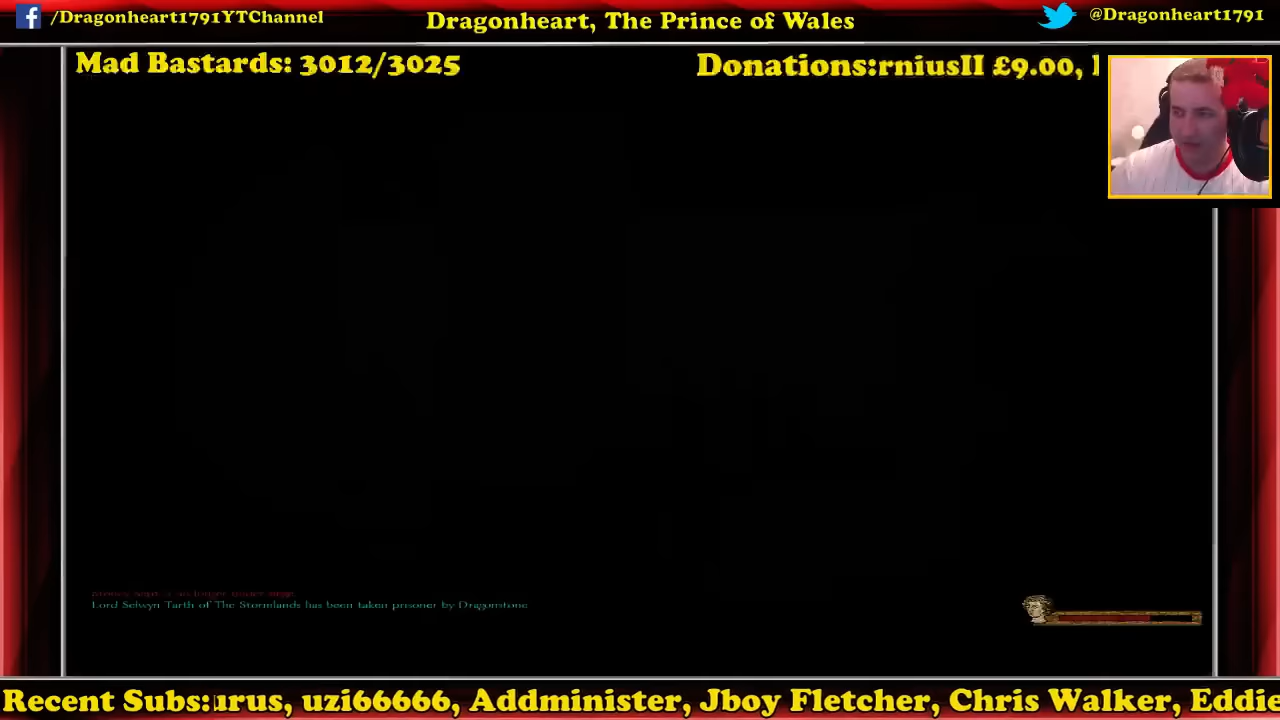 /Dragonheart1791YTChannel
Dragonheart, The Prince of Wales
@Dragonheart1791
Mad Bastards: 3012/3025
Donations:rniusII £9.00,
Lord Selwyn Tarth of The Stormlands has been taken prisoner by Dragonstone
Recent Subs:urus, uzi66666, Addminister, Jboy Fletcher, Chris Walker, Eddie